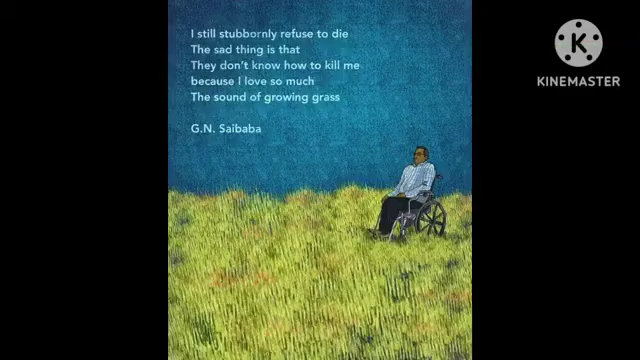 I still stubbornly refuse to die
The sad thing is that
They don't know how to kill me
because I love so much
The sound of growing grass
G.N. Saibaba
K
KINEMASTER